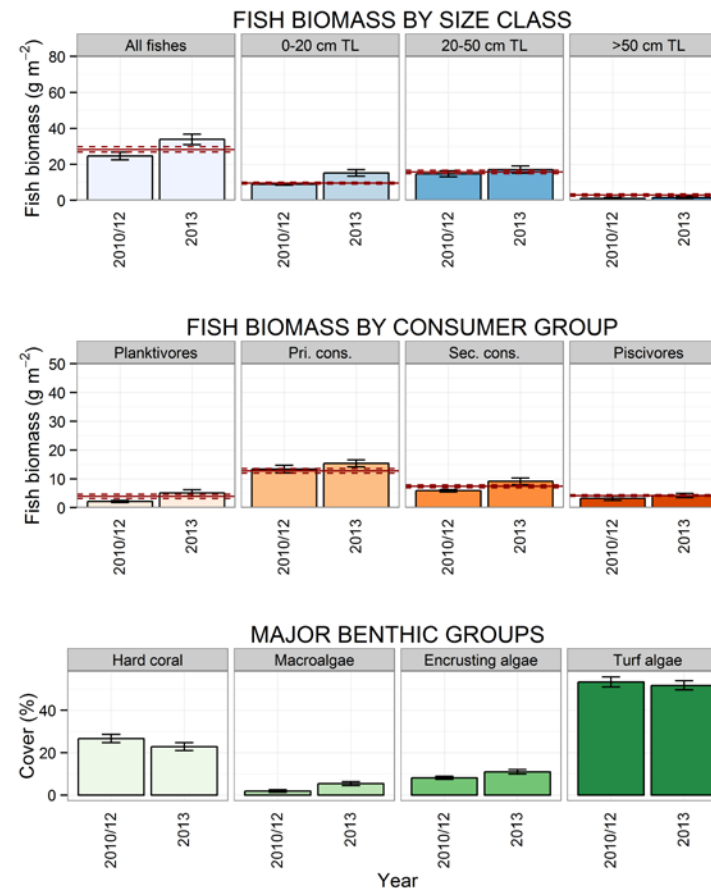 FISH BIOMASS BY SIZE CLASS
All fishes 0-20 cm TL 20-50 cm TL >50 cm TL
Fish biomass (g m⁻²)
80
60
40
20
0
2010/12 2013 2010/12 2013 2010/12 2013 2010/12 2013
FISH BIOMASS BY CONSUMER GROUP
Planktivores Pri. cons. Sec. cons. Piscivores
Fish biomass (g m⁻²)
50
40
30
20
10
0
2010/12 2013 2010/12 2013 2010/12 2013 2010/12 2013
MAJOR BENTHIC GROUPS
Hard coral Macroalgae Encrusting algae Turf algae
Cover (%)
40
20
0
2010/12 2013 2010/12 2013 2010/12 2013 2010/12 2013
Year